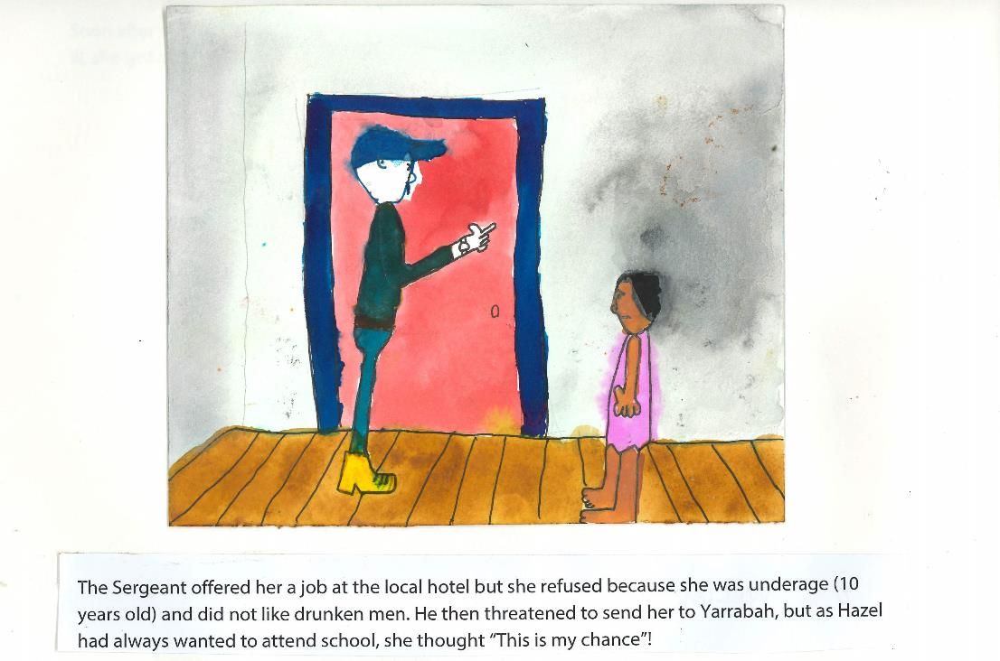 The Sergeant offered her a job at the local hotel but she refused because she was underage (10
years old) and did not like drunken men. He then threatened to send her to Yarrabah, but as Hazel
had always wanted to attend school, she thought “This is my chance”!